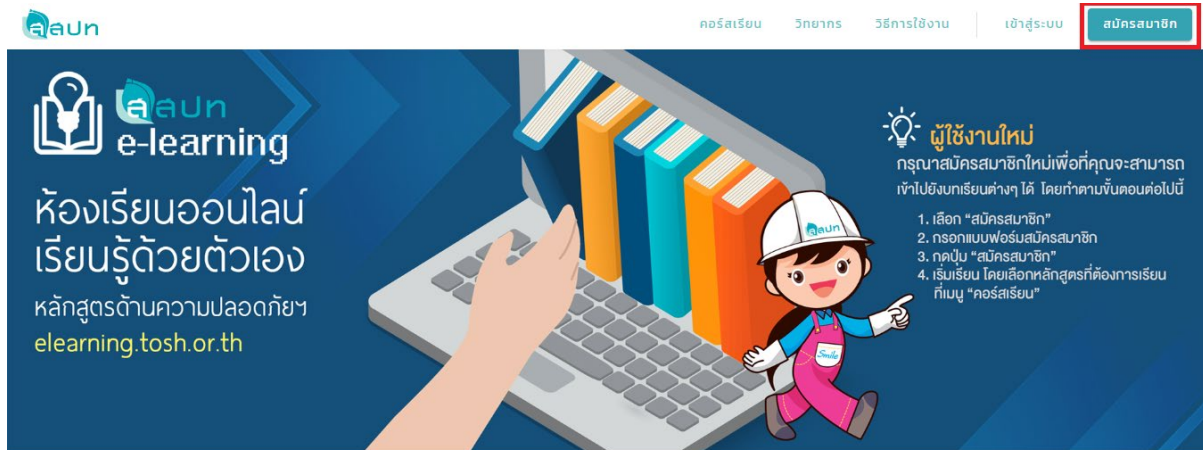 สสปท
คอร์สเรียน วิทยากร วิธีการใช้งาน เข้าสู่ระบบ สมัครสมาชิก
สสปท
e-learning
ห้องเรียนออนไลน์
เรียนรู้ด้วยตัวเอง
หลักสูตรด้านความปลอดภัยฯ
elearning.tosh.or.th
สสปท
Smile
ผู้ใช้งานใหม่
กรุณาสมัครสมาชิกใหม่เพื่อที่คุณจะสามารถ
เข้าไปยังบทเรียนต่างๆ ได้ โดยทำตามขั้นตอนต่อไปนี้
1. เลือก “สมัครสมาชิก”
2. กรอกแบบฟอร์มสมัครสมาชิก
3. กดปุ่ม “สมัครสมาชิก”
4. เริ่มเรียน โดยเลือกหลักสูตรที่ต้องการเรียน
ที่เมนู “คอร์สเรียน”